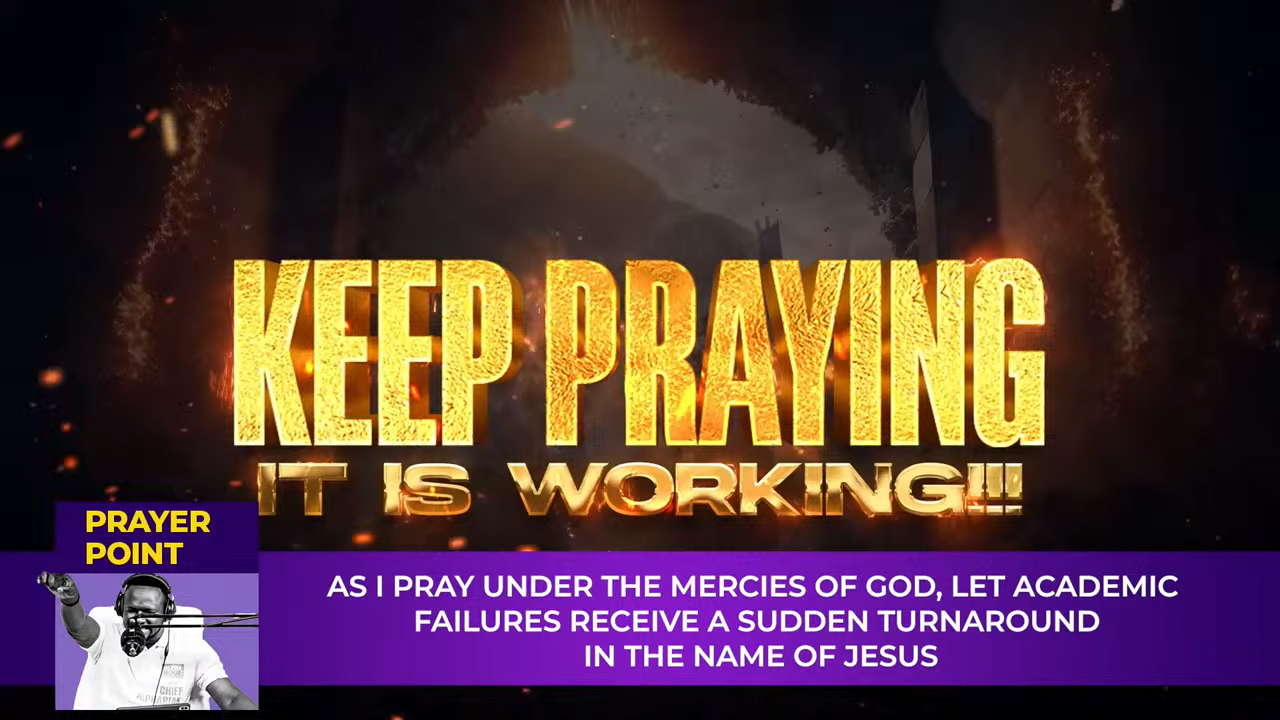 KEEP PRAYING
IT IS WORKING!!!
PRAYER
POINT
AS I PRAY UNDER THE MERCIES OF GOD, LET ACADEMIC
FAILURES RECEIVE A SUDDEN TURNAROUND
IN THE NAME OF JESUS
CHIEF